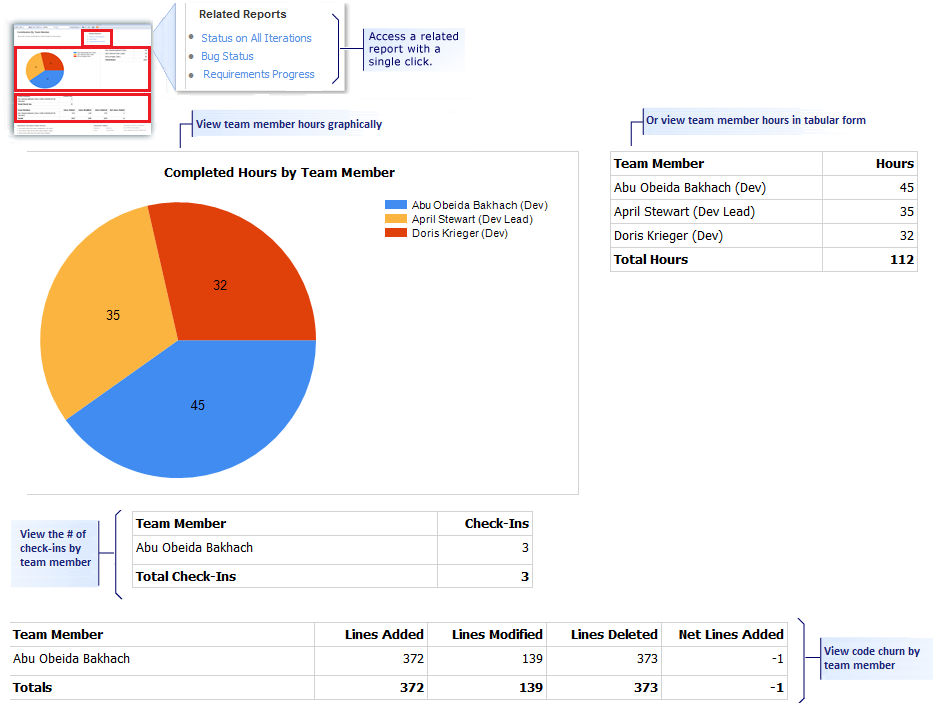 Related Reports
Status on All Iterations
Bug Status
Requirements Progress
Access a related
report with a
single click.
View team member hours graphically
Or view team member hours in tabular form
Completed Hours by Team Member
Abu Obeida Bakhach (Dev)
April Stewart (Dev Lead)
Doris Krieger (Dev)
32
35
45
Team Member Hours
Abu Obeida Bakhach (Dev) 45
April Stewart (Dev Lead) 35
Doris Krieger (Dev) 32
Total Hours 112
View the # of
check-ins by
team member
Team Member Check-Ins
Abu Obeida Bakhach 3
Total Check-Ins 3
Team Member Lines Added Lines Modified Lines Deleted Net Lines Added
Abu Obeida Bakhach 372 139 373 -1
Totals 372 139 373 -1
View code churn by
team member